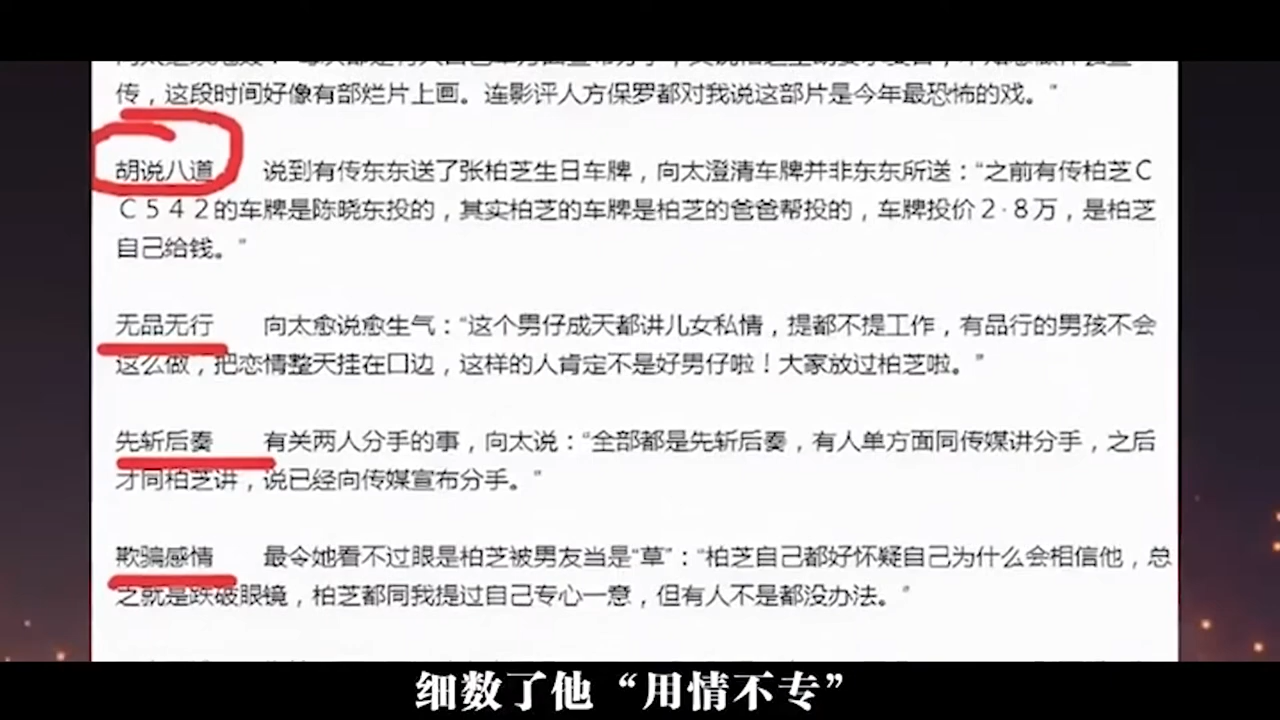 传，这段时间好像有部烂片上画。连影评人方保罗都对我说这部片是今年最恐怖的戏。”
胡说八道　　说到有传东东送了张柏芝生日车牌，向太澄清车牌并非东东所送：“之前有传柏芝Ｃ
Ｃ５４２的车牌是陈晓东投的，其实柏芝的车牌是柏芝的爸爸帮投的，车牌投价２·８万，是柏芝
自己给钱。”
无品无行　　向太愈说愈生气：“这个男仔成天都讲儿女私情，提都不提工作，有品行的男孩不会
这么做，把恋情整天挂在口边，这样的人肯定不是好男仔啦！大家放过柏芝啦。”
先斩后奏　　有关两人分手的事，向太说：“全部都是先斩后奏，有人单方面同传媒讲分手，之后
才同柏芝讲，说已经向传媒宣布分手。”
欺骗感情　　最令她看不过眼是柏芝被男友当是“草”：“柏芝自己都好怀疑自己为什么会相信他，总
之就是跌破眼镜，柏芝都同我提过自己专心一意，但有人不是都没办法。”
细数了他“用情不专”